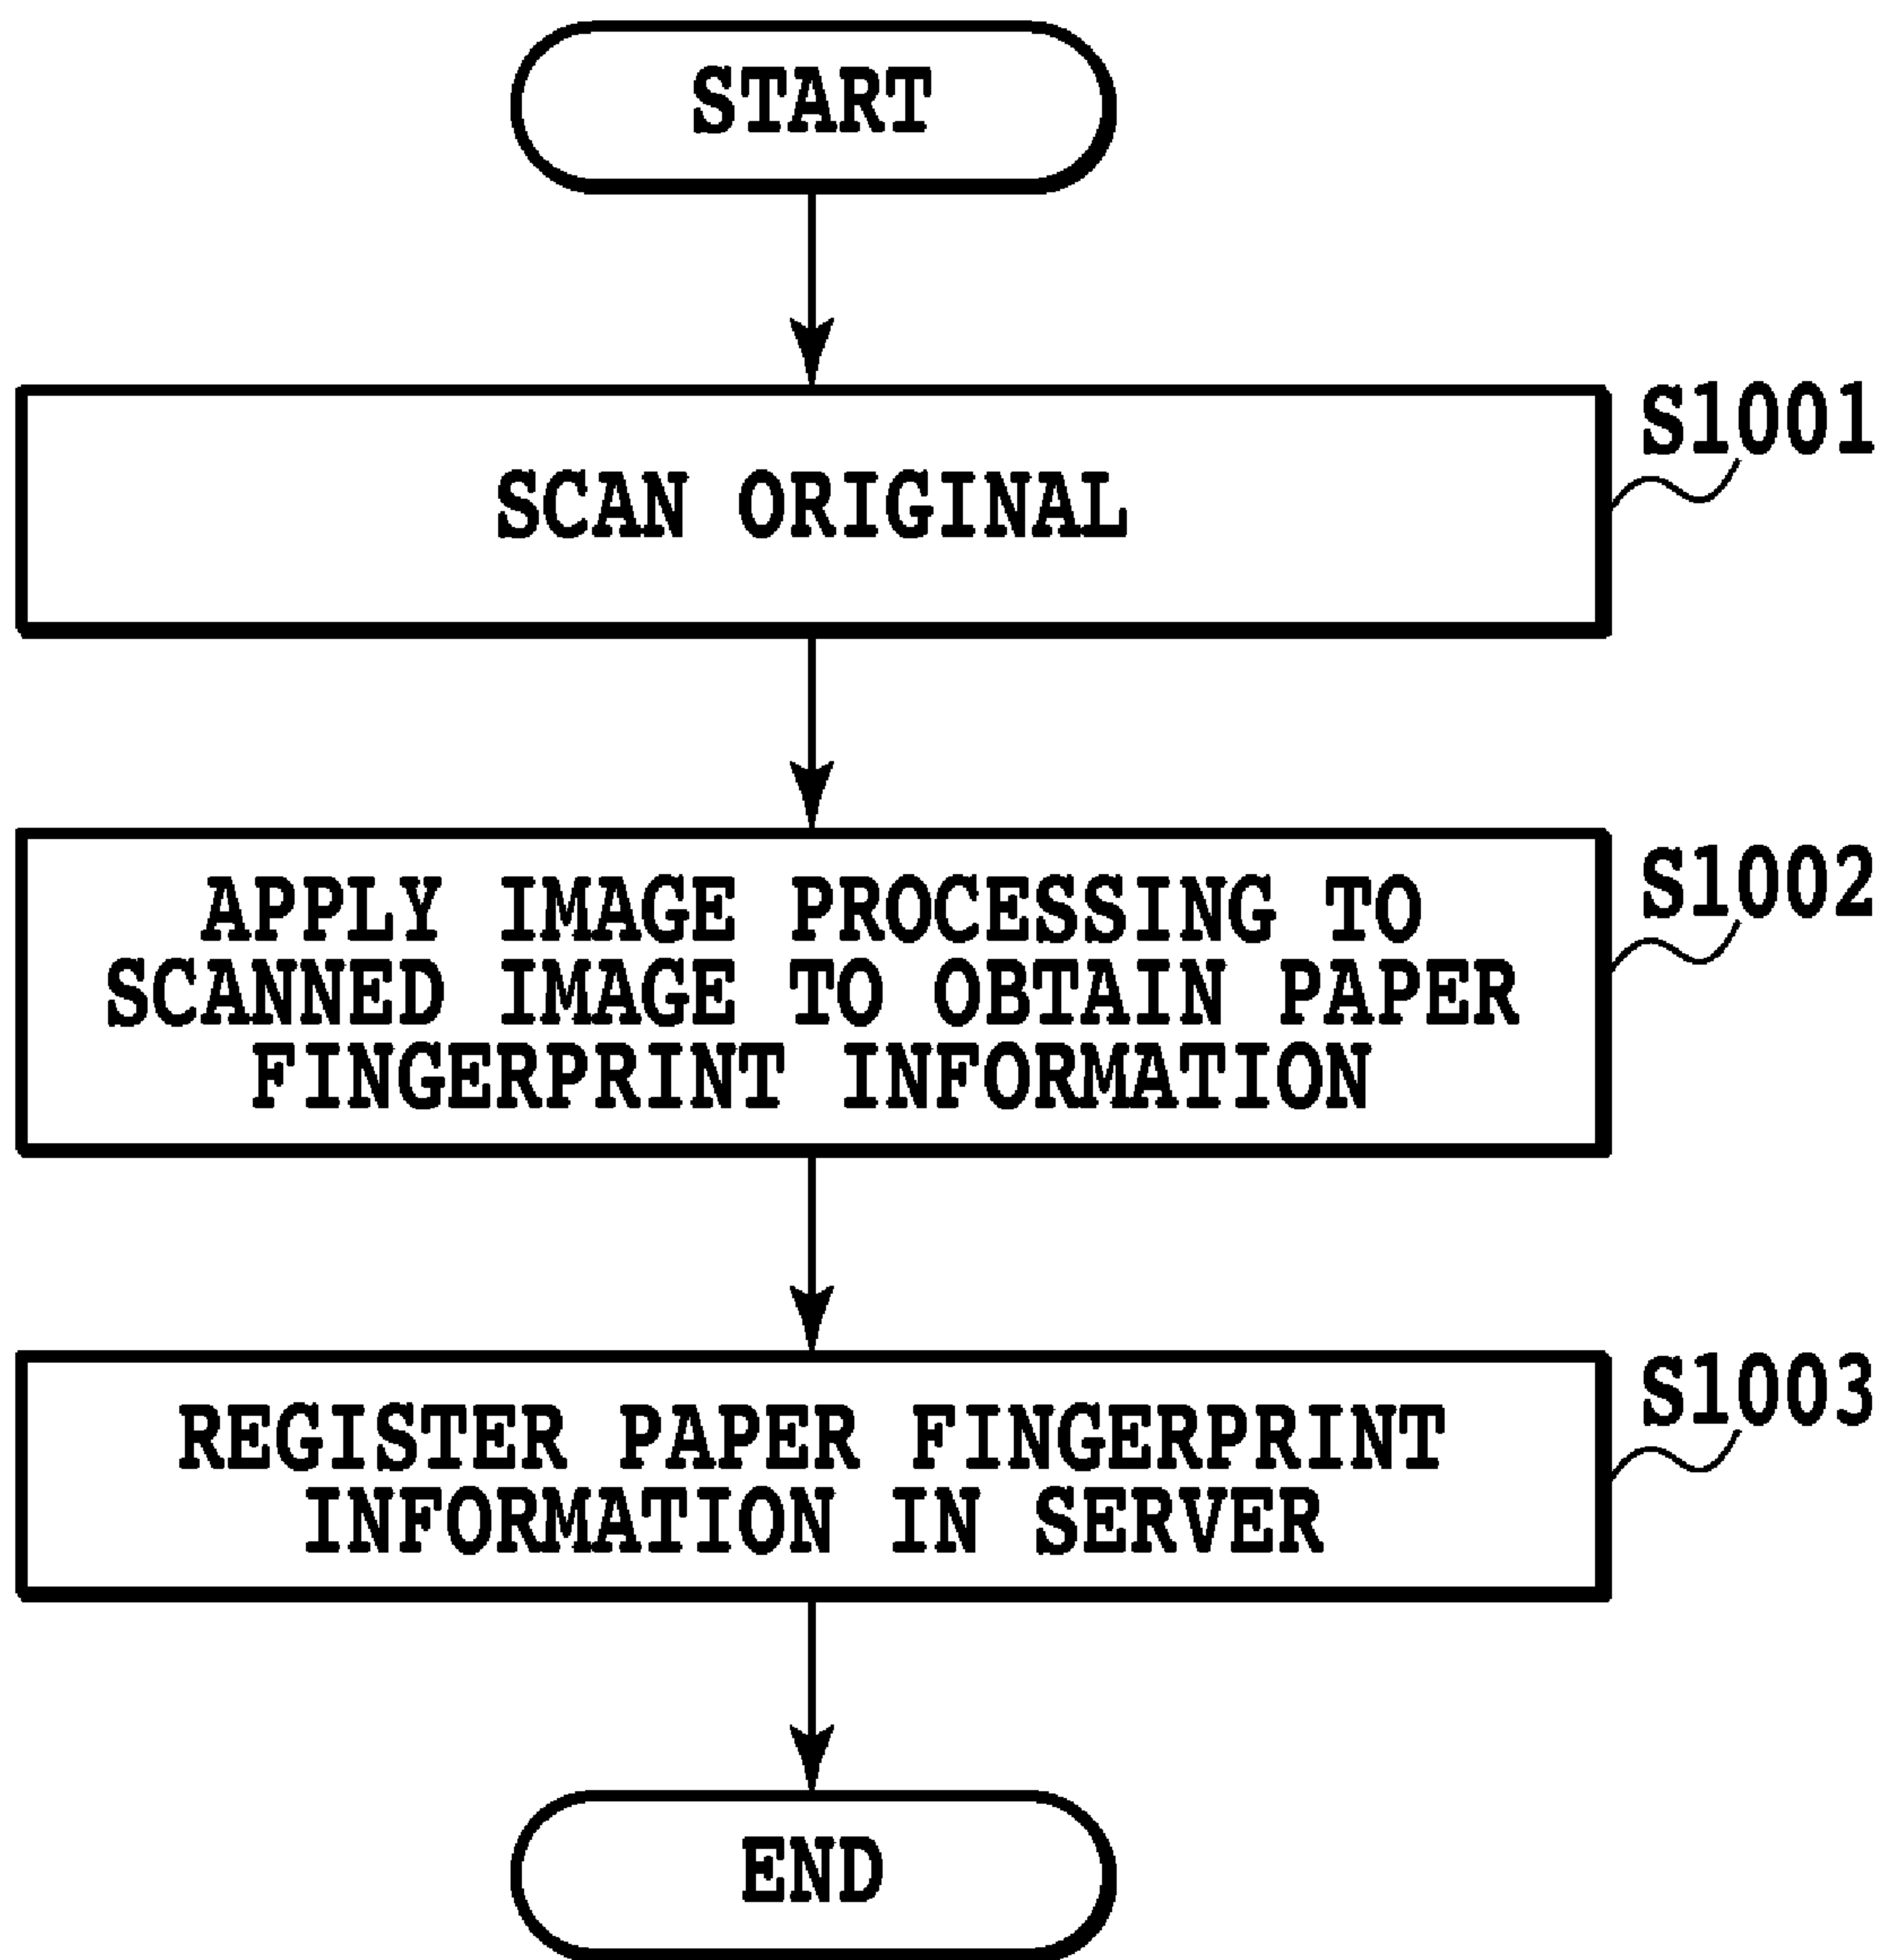 START
S1001
SCAN ORIGINAL
S1002
APPLY IMAGE PROCESSING TO
SCANNED IMAGE TO OBTAIN PAPER
FINGERPRINT INFORMATION
S1003
REGISTER PAPER FINGERPRINT
INFORMATION IN SERVER
END